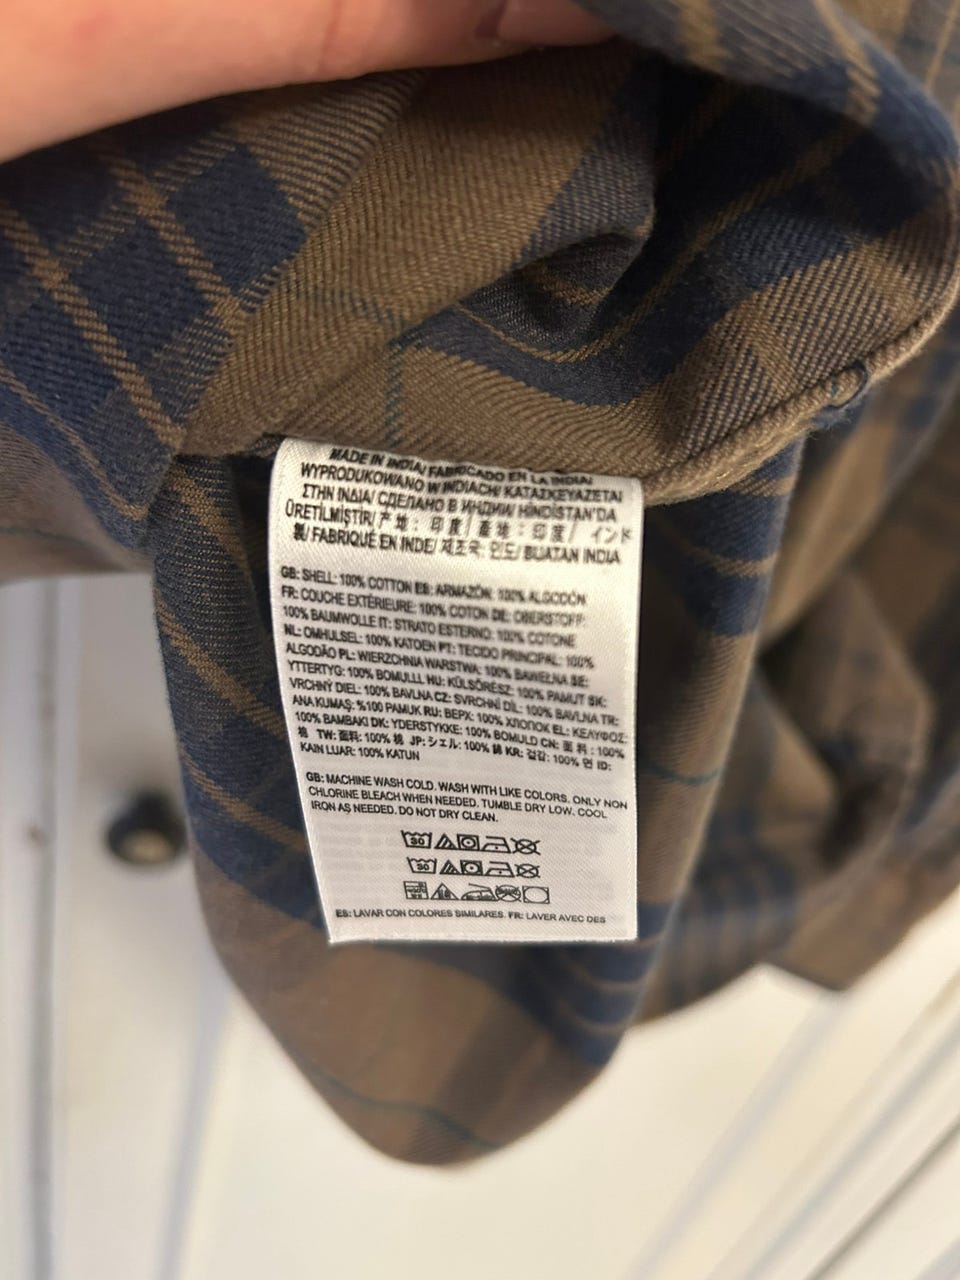 MADE IN INDIA/ FABRICADO EN LA INDIA/
WYPRODUKOWANO W INDIACH/ ΚΑΤΑΣΚΕΥΑΖΕΤΑΙ
ΣΤΗΝ ΙΝΔΙΑ/ СДЕЛАНО В ИНДИИ/ HİNDİSTAN'DA
ÜRETİLMİŞTİR/ 产地：印度/ 產地：印度/ インド
製/ FABRIQUÉ EN INDE/ 제조국: 인도/ BUATAN INDIA
GB: SHELL: 100% COTTON ES: ARMAZÓN: 100% ALGODÓN
FR: COUCHE EXTÉRIEURE: 100% COTON DE: OBERSTOFF:
100% BAUMWOLLE IT: STRATO ESTERNO: 100% COTONE
NL: OMHULSEL: 100% KATOEN PT: TECIDO PRINCIPAL: 100%
ALGODÃO PL: WIERZCHNIA WARSTWA: 100% BAWEŁNA SE:
YTTERTYG: 100% BOMULL HU: KÜLSŐRÉSZ: 100% PAMUT SK:
VRCHNÝ DIEL: 100% BAVLNA CZ: SVRCHNÍ DÍL: 100% BAVLNA TR:
ANA KUMAŞ: %100 PAMUK RU: ВЕРХ: 100% ХЛОПОК EL: ΚΕΛΥΦΟΣ:
100% ΒΑΜΒΑΚΙ DK: YDERSTYKKE: 100% BOMULD CN: 面料: 100%
棉 TW: 面料: 100% 棉 JP: シェル: 100% 綿 KR: 겉감: 100% 면 ID:
KAIN LUAR: 100% KATUN
GB: MACHINE WASH COLD. WASH WITH LIKE COLORS. ONLY NON
CHLORINE BLEACH WHEN NEEDED. TUMBLE DRY LOW. COOL
IRON AS NEEDED. DO NOT DRY CLEAN.
30
30
ES: LAVAR CON COLORES SIMILARES. FR: LAVER AVEC DES